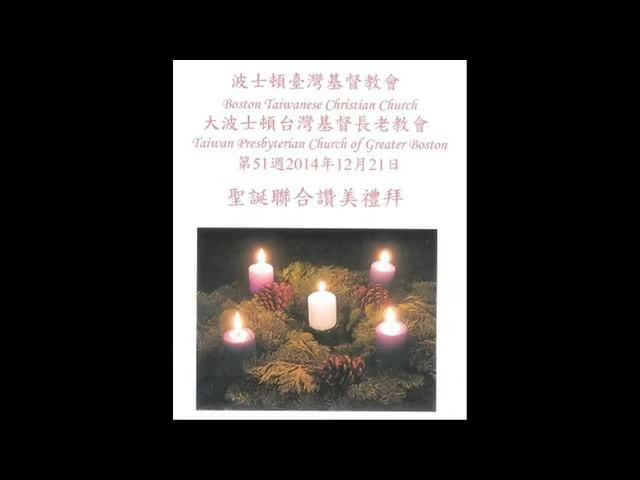 波士頓臺灣基督教會
Boston Taiwanese Christian Church
大波士頓台灣基督長老教會
Taiwan Presbyterian Church of Greater Boston
第51週2014年12月21日
聖誕聯合讚美禮拜